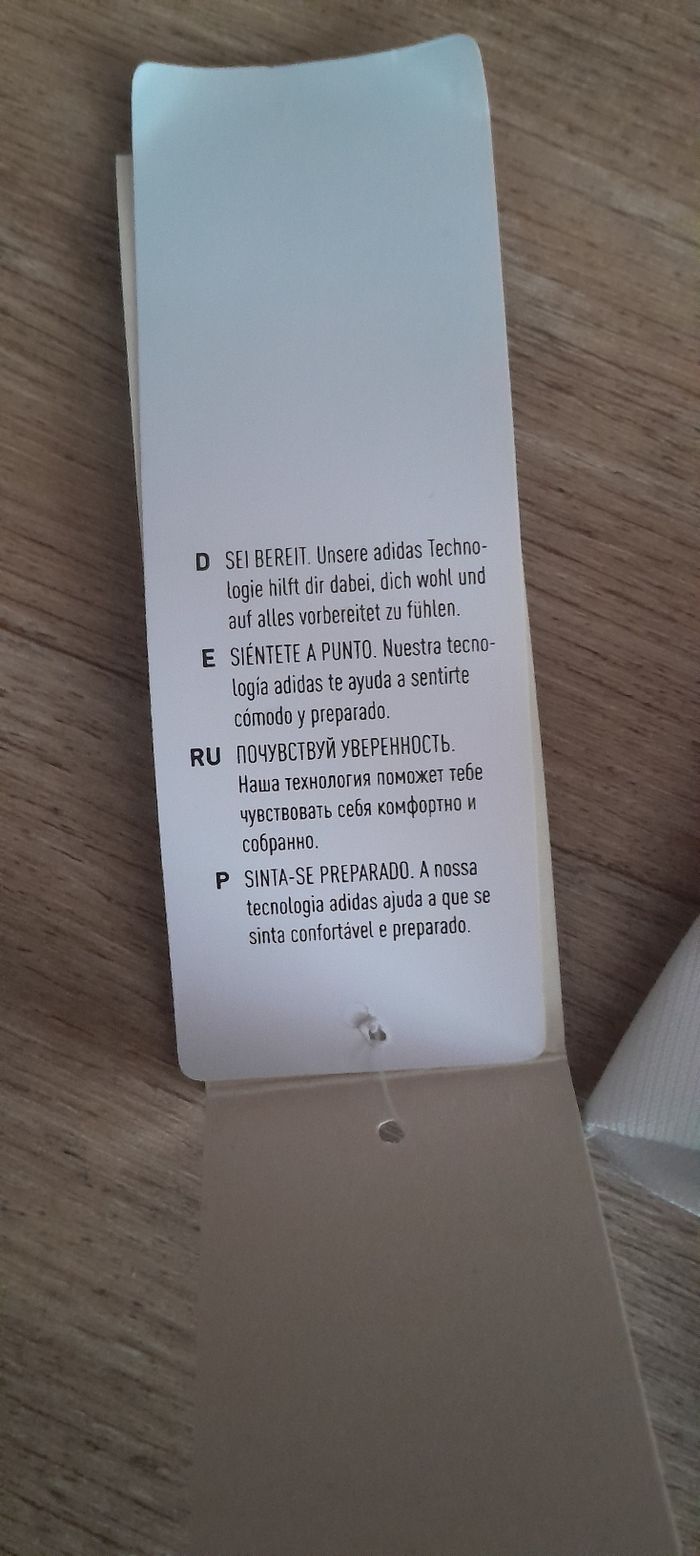 D SEI BEREIT. Unsere adidas Techno-
logie hilft dir dabei, dich wohl und
auf alles vorbereitet zu fühlen.
E SIÉNTETE A PUNTO. Nuestra tecno-
logía adidas te ayuda a sentirte
cómodo y preparado.
RU ПОЧУВСТВУЙ УВЕРЕННОСТЬ.
Наша технология поможет тебе
чувствовать себя комфортно и
собранно.
P SINTA-SE PREPARADO. A nossa
tecnologia adidas ajuda a que se
sinta confortável e preparado.